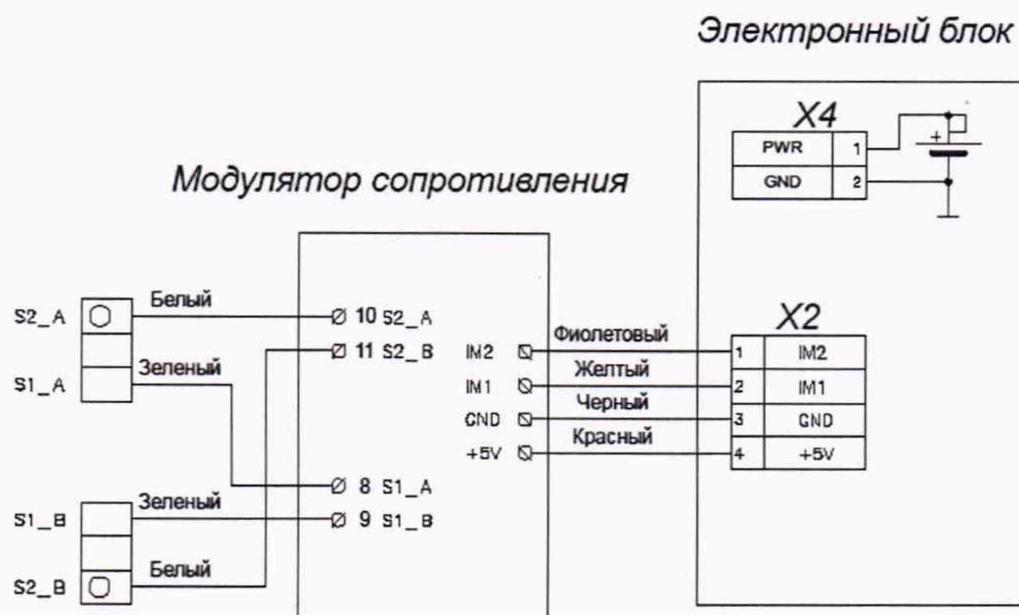 Электронный блок
X4
PWR 1
GND 2
Модулятор сопротивления
S2_A Белый 10 S2_A
11 S2_B
S1_A Зеленый
IM2 Фиолетовый
IM1 Желтый
GND Черный
+5V Красный
X2
1 IM2
2 IM1
3 GND
4 +5V
8 S1_A
S1_B Зеленый 9 S1_B
S2_B Белый